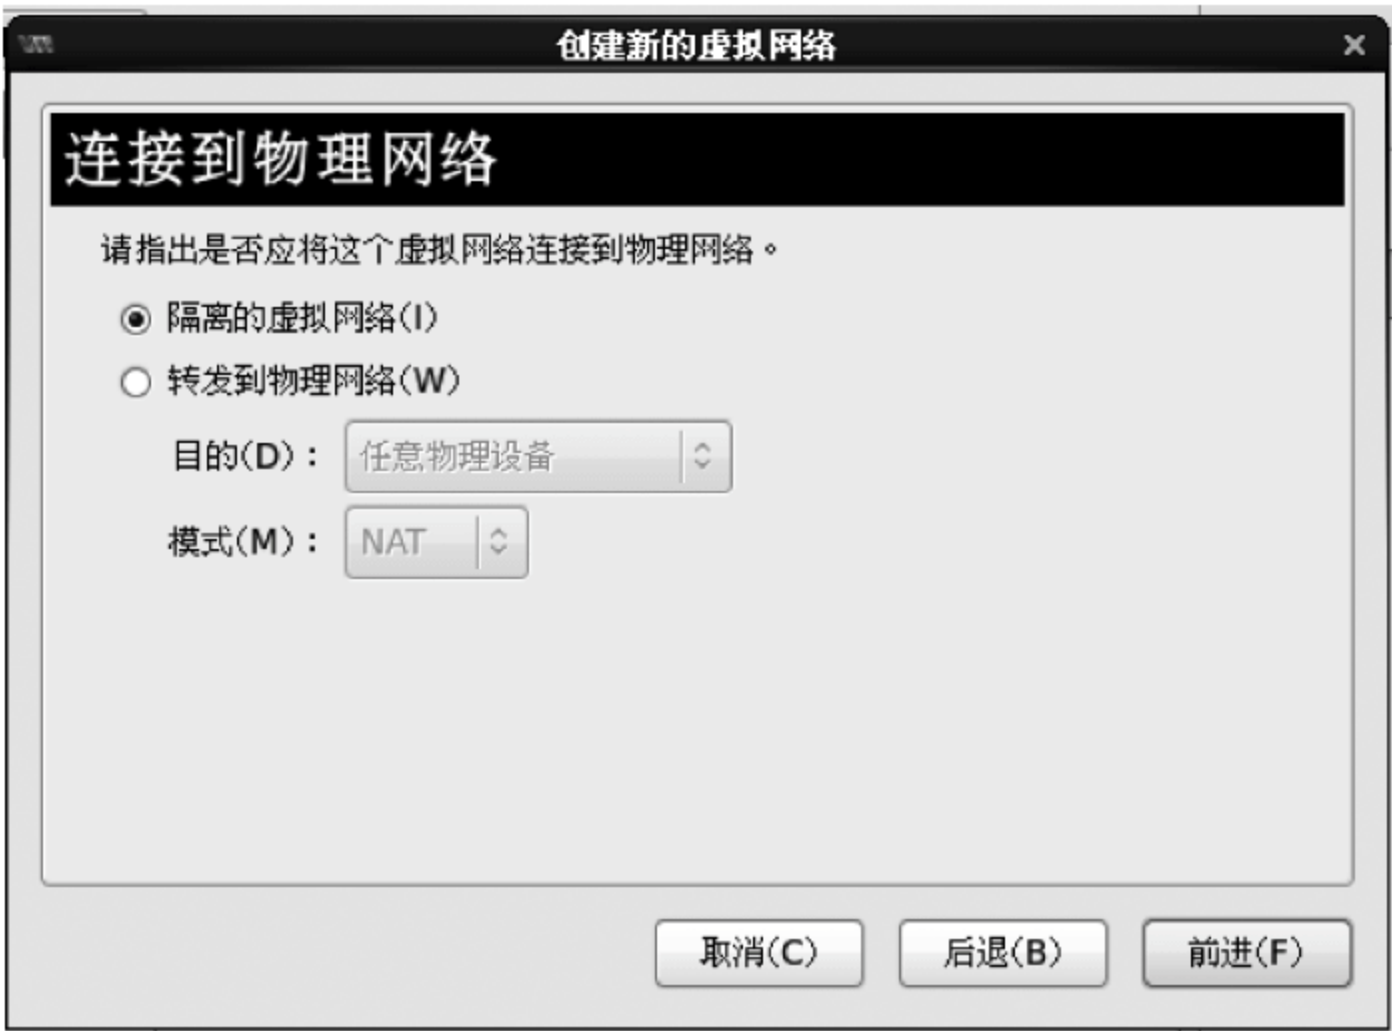 创建新的虚拟网络
连接到物理网络
请指出是否应将这个虚拟网络连接到物理网络。
隔离的虚拟网络(I)
转发到物理网络(W)
目的(D)： 任意物理设备
模式(M)： NAT
取消(C) 后退(B) 前进(F)